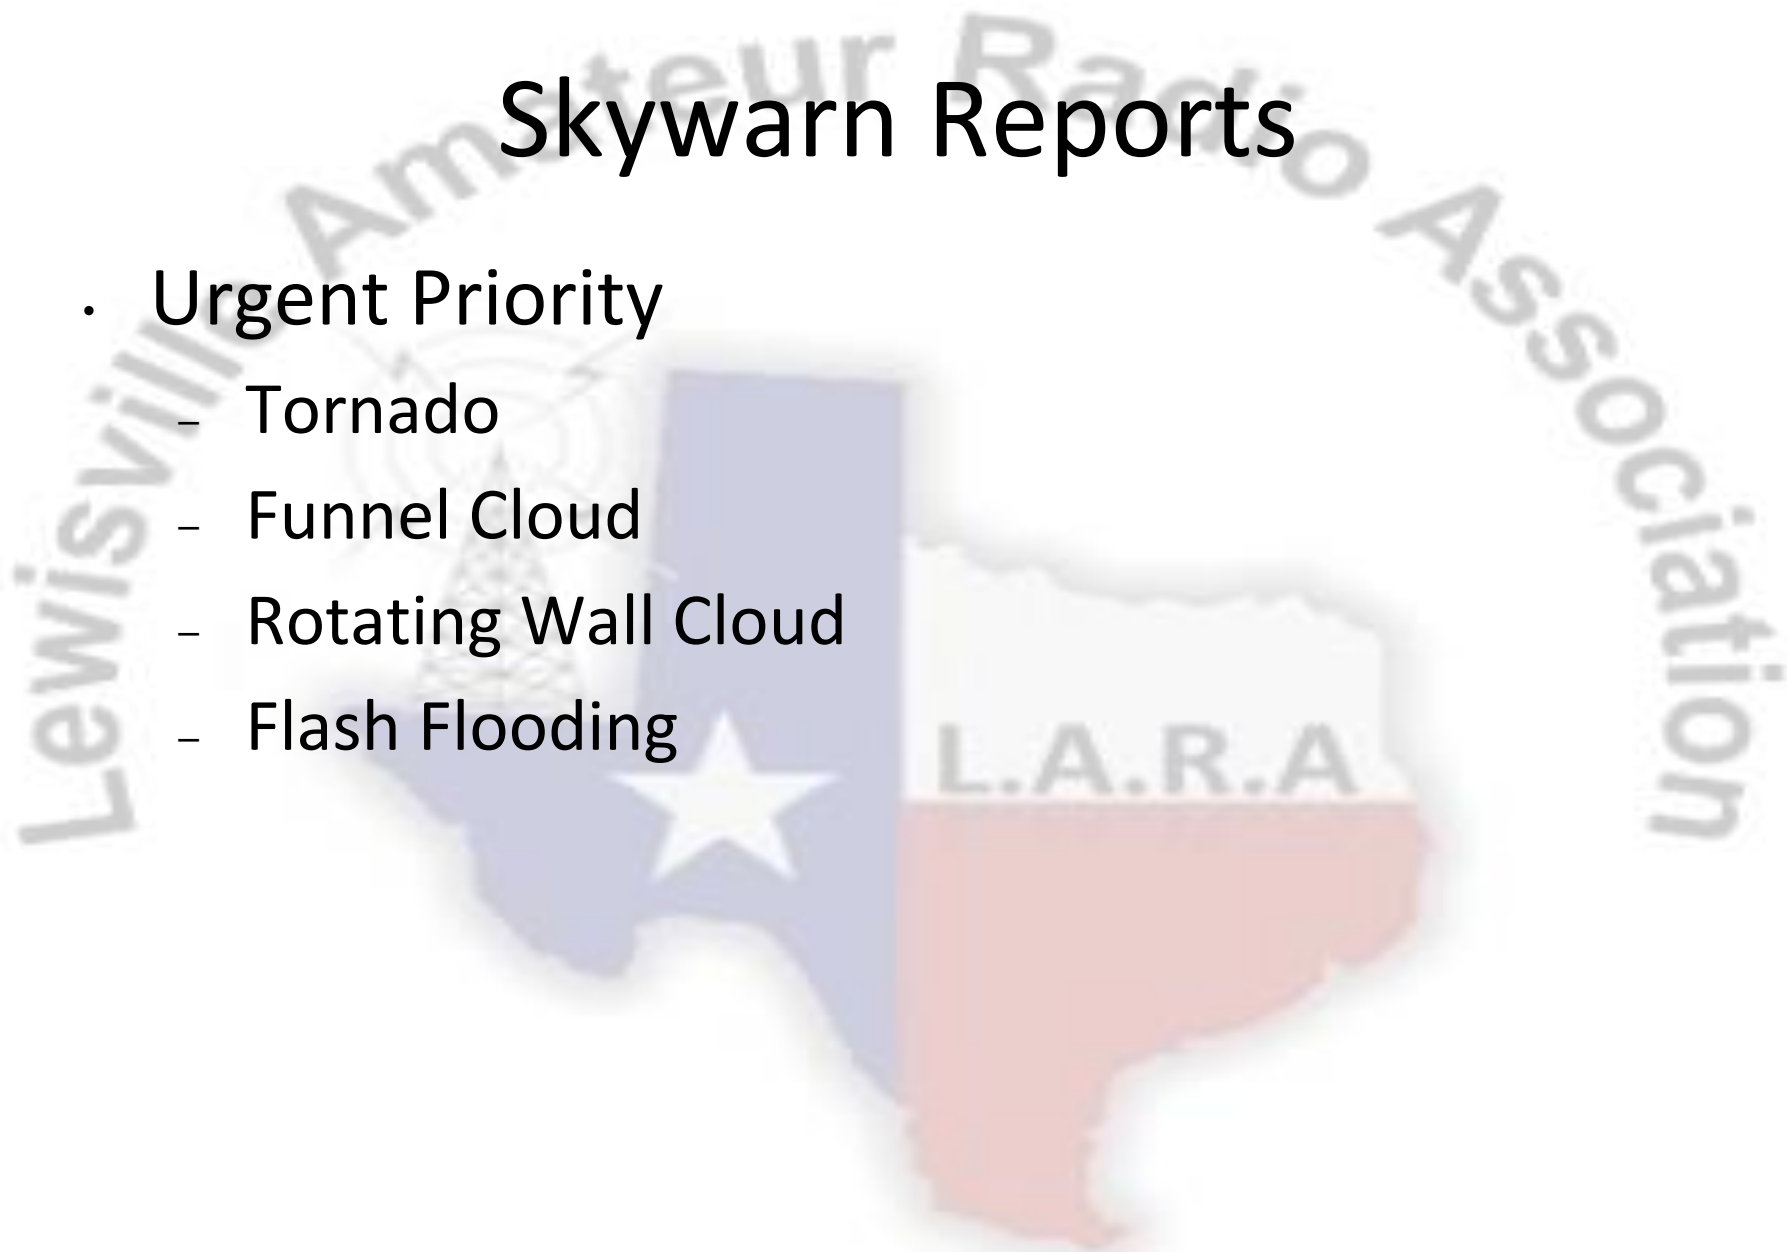 Lewisville Amateur Radio Association
Skywarn Reports
• Urgent Priority
– Tornado
– Funnel Cloud
– Rotating Wall Cloud
– Flash Flooding
L.A.R.A